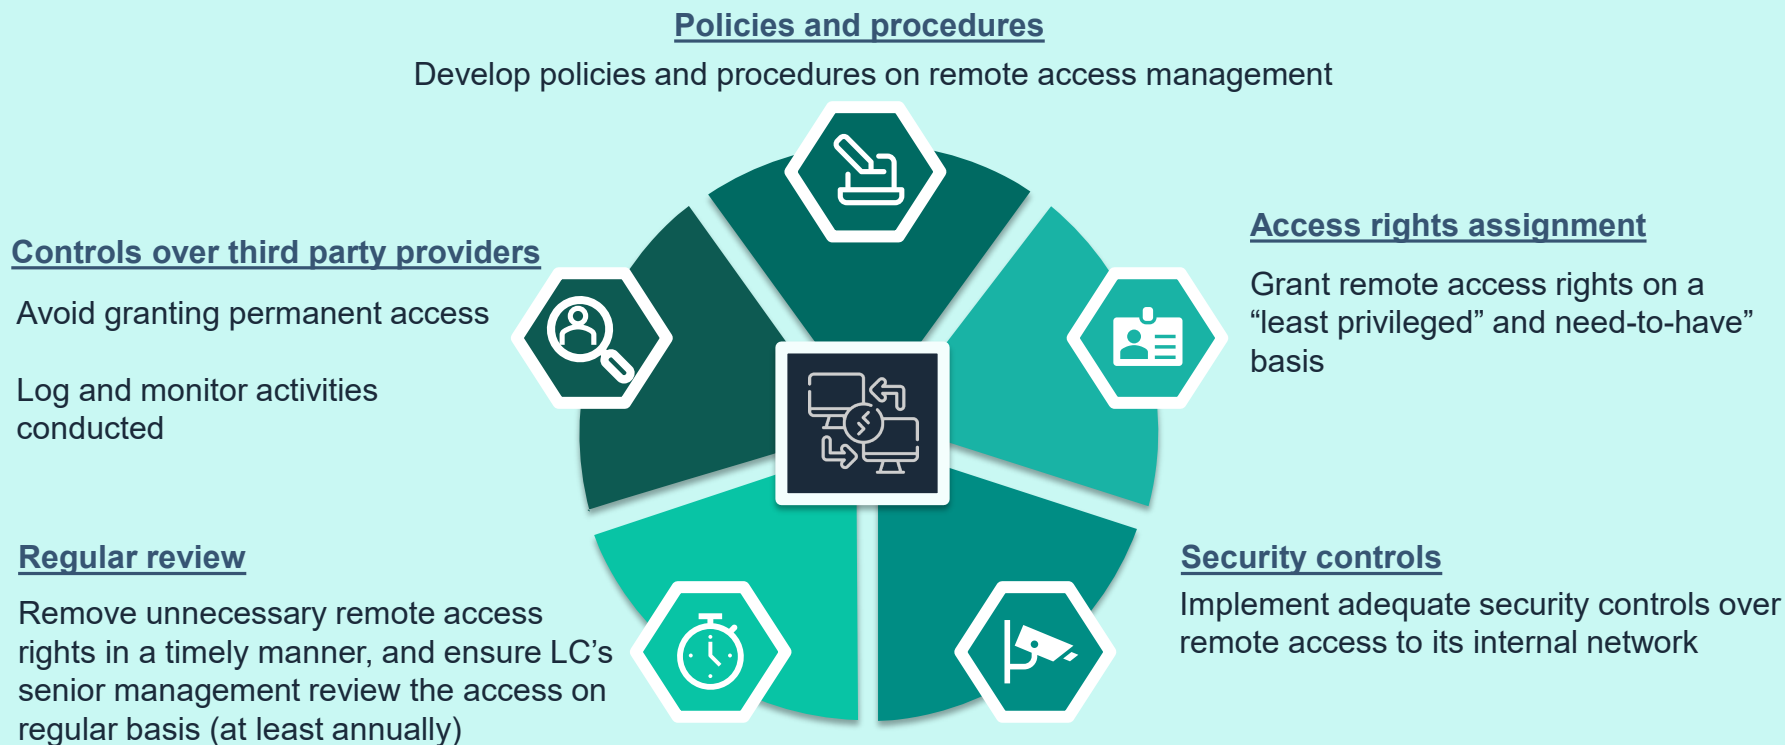 Policies and procedures
Develop policies and procedures on remote access management
Access rights assignment
Grant remote access rights on a
“least privileged” and need-to-have”
basis
Security controls
Implement adequate security controls over
remote access to its internal network
Regular review
Remove unnecessary remote access
rights in a timely manner, and ensure LC’s
senior management review the access on
regular basis (at least annually)
Controls over third party providers
Avoid granting permanent access
Log and monitor activities
conducted